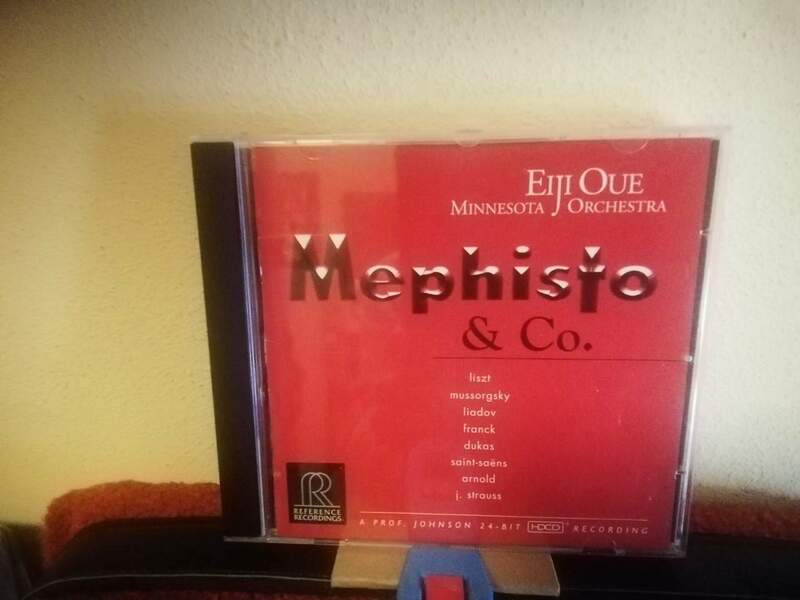 EIJI OUE
MINNESOTA ORCHESTRA
Mephisto
& Co.
liszt
mussorgsky
liadov
franck
dukas
saint-saëns
arnold
j. strauss
R
REFERENCE
RECORDINGS
A PROF. JOHNSON 24-BIT HDCD RECORDING